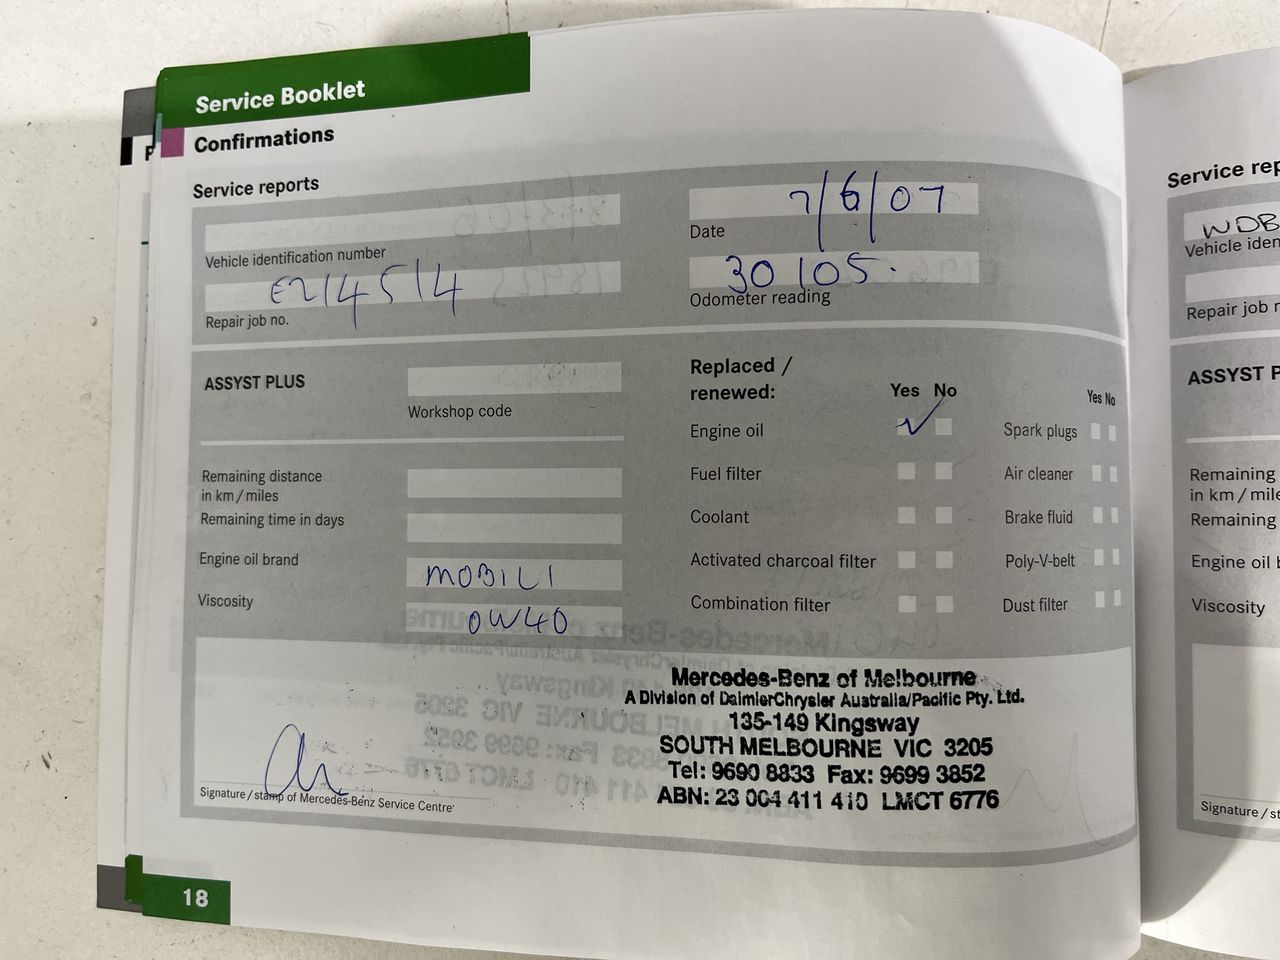 Service Booklet
Confirmations
Service reports
7/6/07
Vehicle identification number
Date
E214514
30105.
Repair job no.
Odometer reading
ASSYST PLUS
Workshop code
Replaced /
renewed:
Yes No
Yes No
Engine oil
Spark plugs
Fuel filter
Air cleaner
Coolant
Brake fluid
Activated charcoal filter
Poly-V-belt
Combination filter
Dust filter
Remaining distance
in km/miles
Remaining time in days
Engine oil brand
MOBIL1
Viscosity
0W40
Mercedes-Benz of Melbourne
A Division of DaimlerChrysler Australia/Pacific Pty. Ltd.
135-149 Kingsway
SOUTH MELBOURNE VIC 3205
Tel: 9690 8833 Fax: 9699 3852
ABN: 23 004 411 410 LMCT 6776
Signature / stamp of Mercedes-Benz Service Centre
18
Service rep
WDB
Vehicle iden
Repair job n
ASSYST P
Remaining
in km/mile
Remaining
Engine oil b
Viscosity
Signature / st